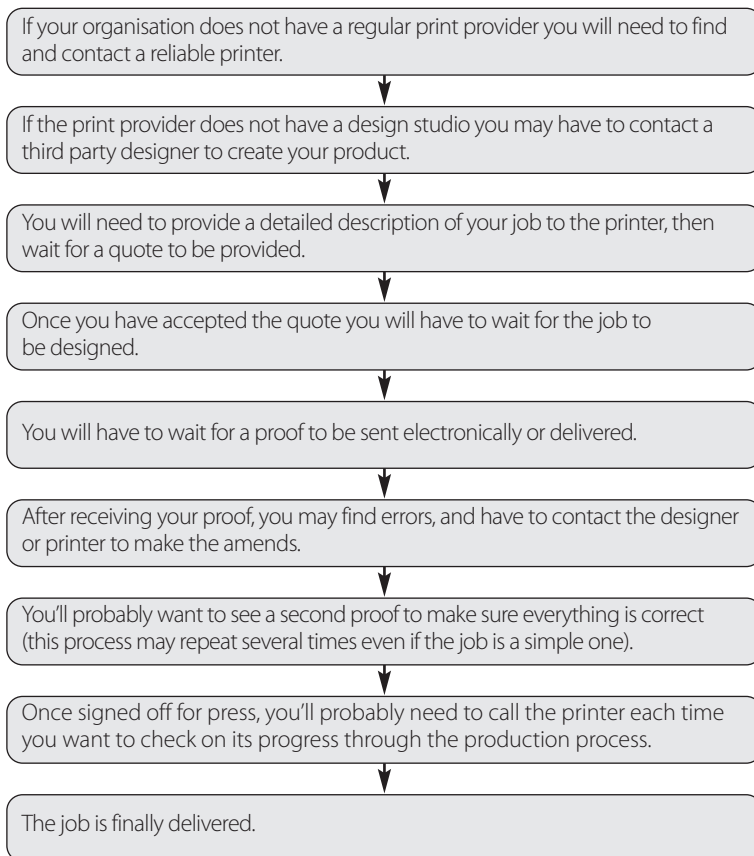 If your organisation does not have a regular print provider you will need to find
and contact a reliable printer.
If the print provider does not have a design studio you may have to contact a
third party designer to create your product.
You will need to provide a detailed description of your job to the printer, then
wait for a quote to be provided.
Once you have accepted the quote you will have to wait for the job to
be designed.
You will have to wait for a proof to be sent electronically or delivered.
After receiving your proof, you may find errors, and have to contact the designer
or printer to make the amends.
You’ll probably want to see a second proof to make sure everything is correct
(this process may repeat several times even if the job is a simple one).
Once signed off for press, you’ll probably need to call the printer each time
you want to check on its progress through the production process.
The job is finally delivered.